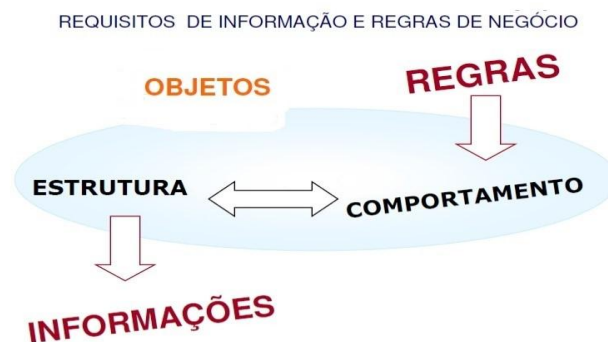 REQUISITOS DE INFORMAÇÃO E REGRAS DE NEGÓCIO
OBJETOS
REGRAS
ESTRUTURA
COMPORTAMENTO
INFORMAÇÕES